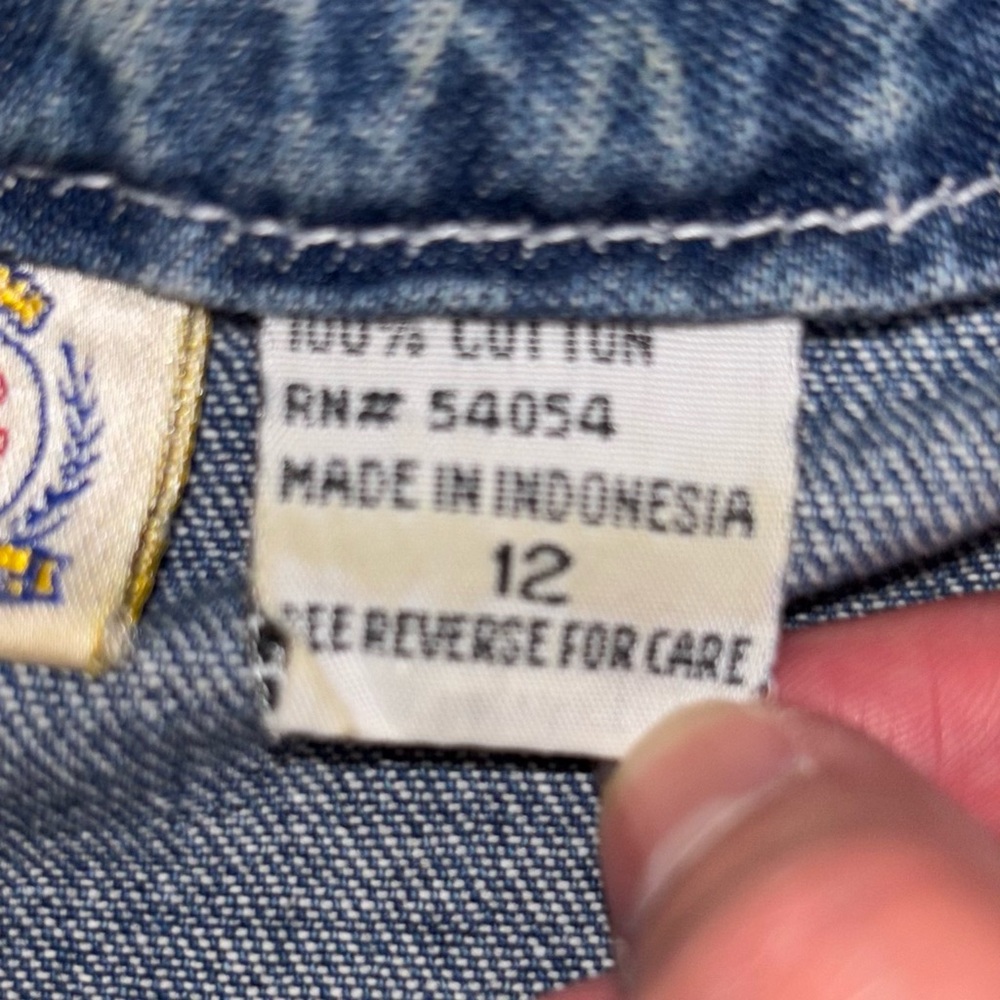 100% COTTON
RN# 54054
MADE IN INDONESIA
12
SEE REVERSE FOR CARE